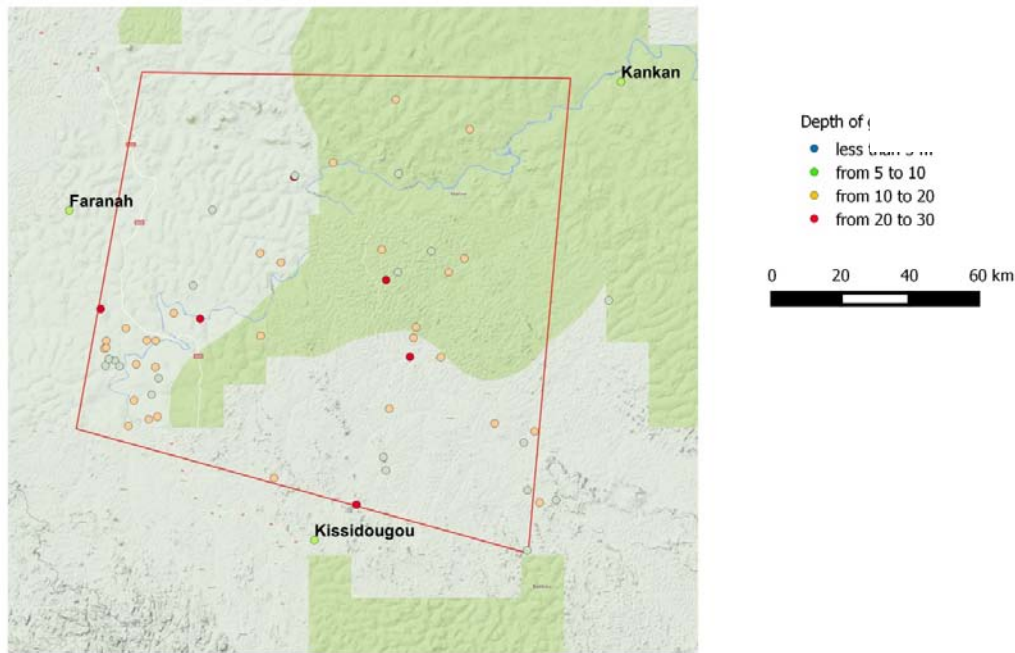 Kankan
Faranah
Kissidougou
Depth of
less
from 5 to 10
from 10 to 20
from 20 to 30
0 20 40 60 km